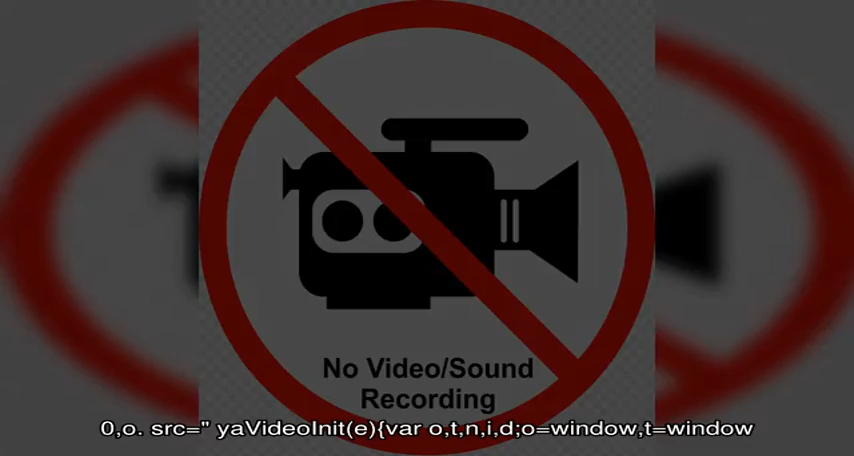 No Video/Sound
Recording
0,o. src=" yaVideoInit(e){var o,t,n,i,d;o=window,t=window